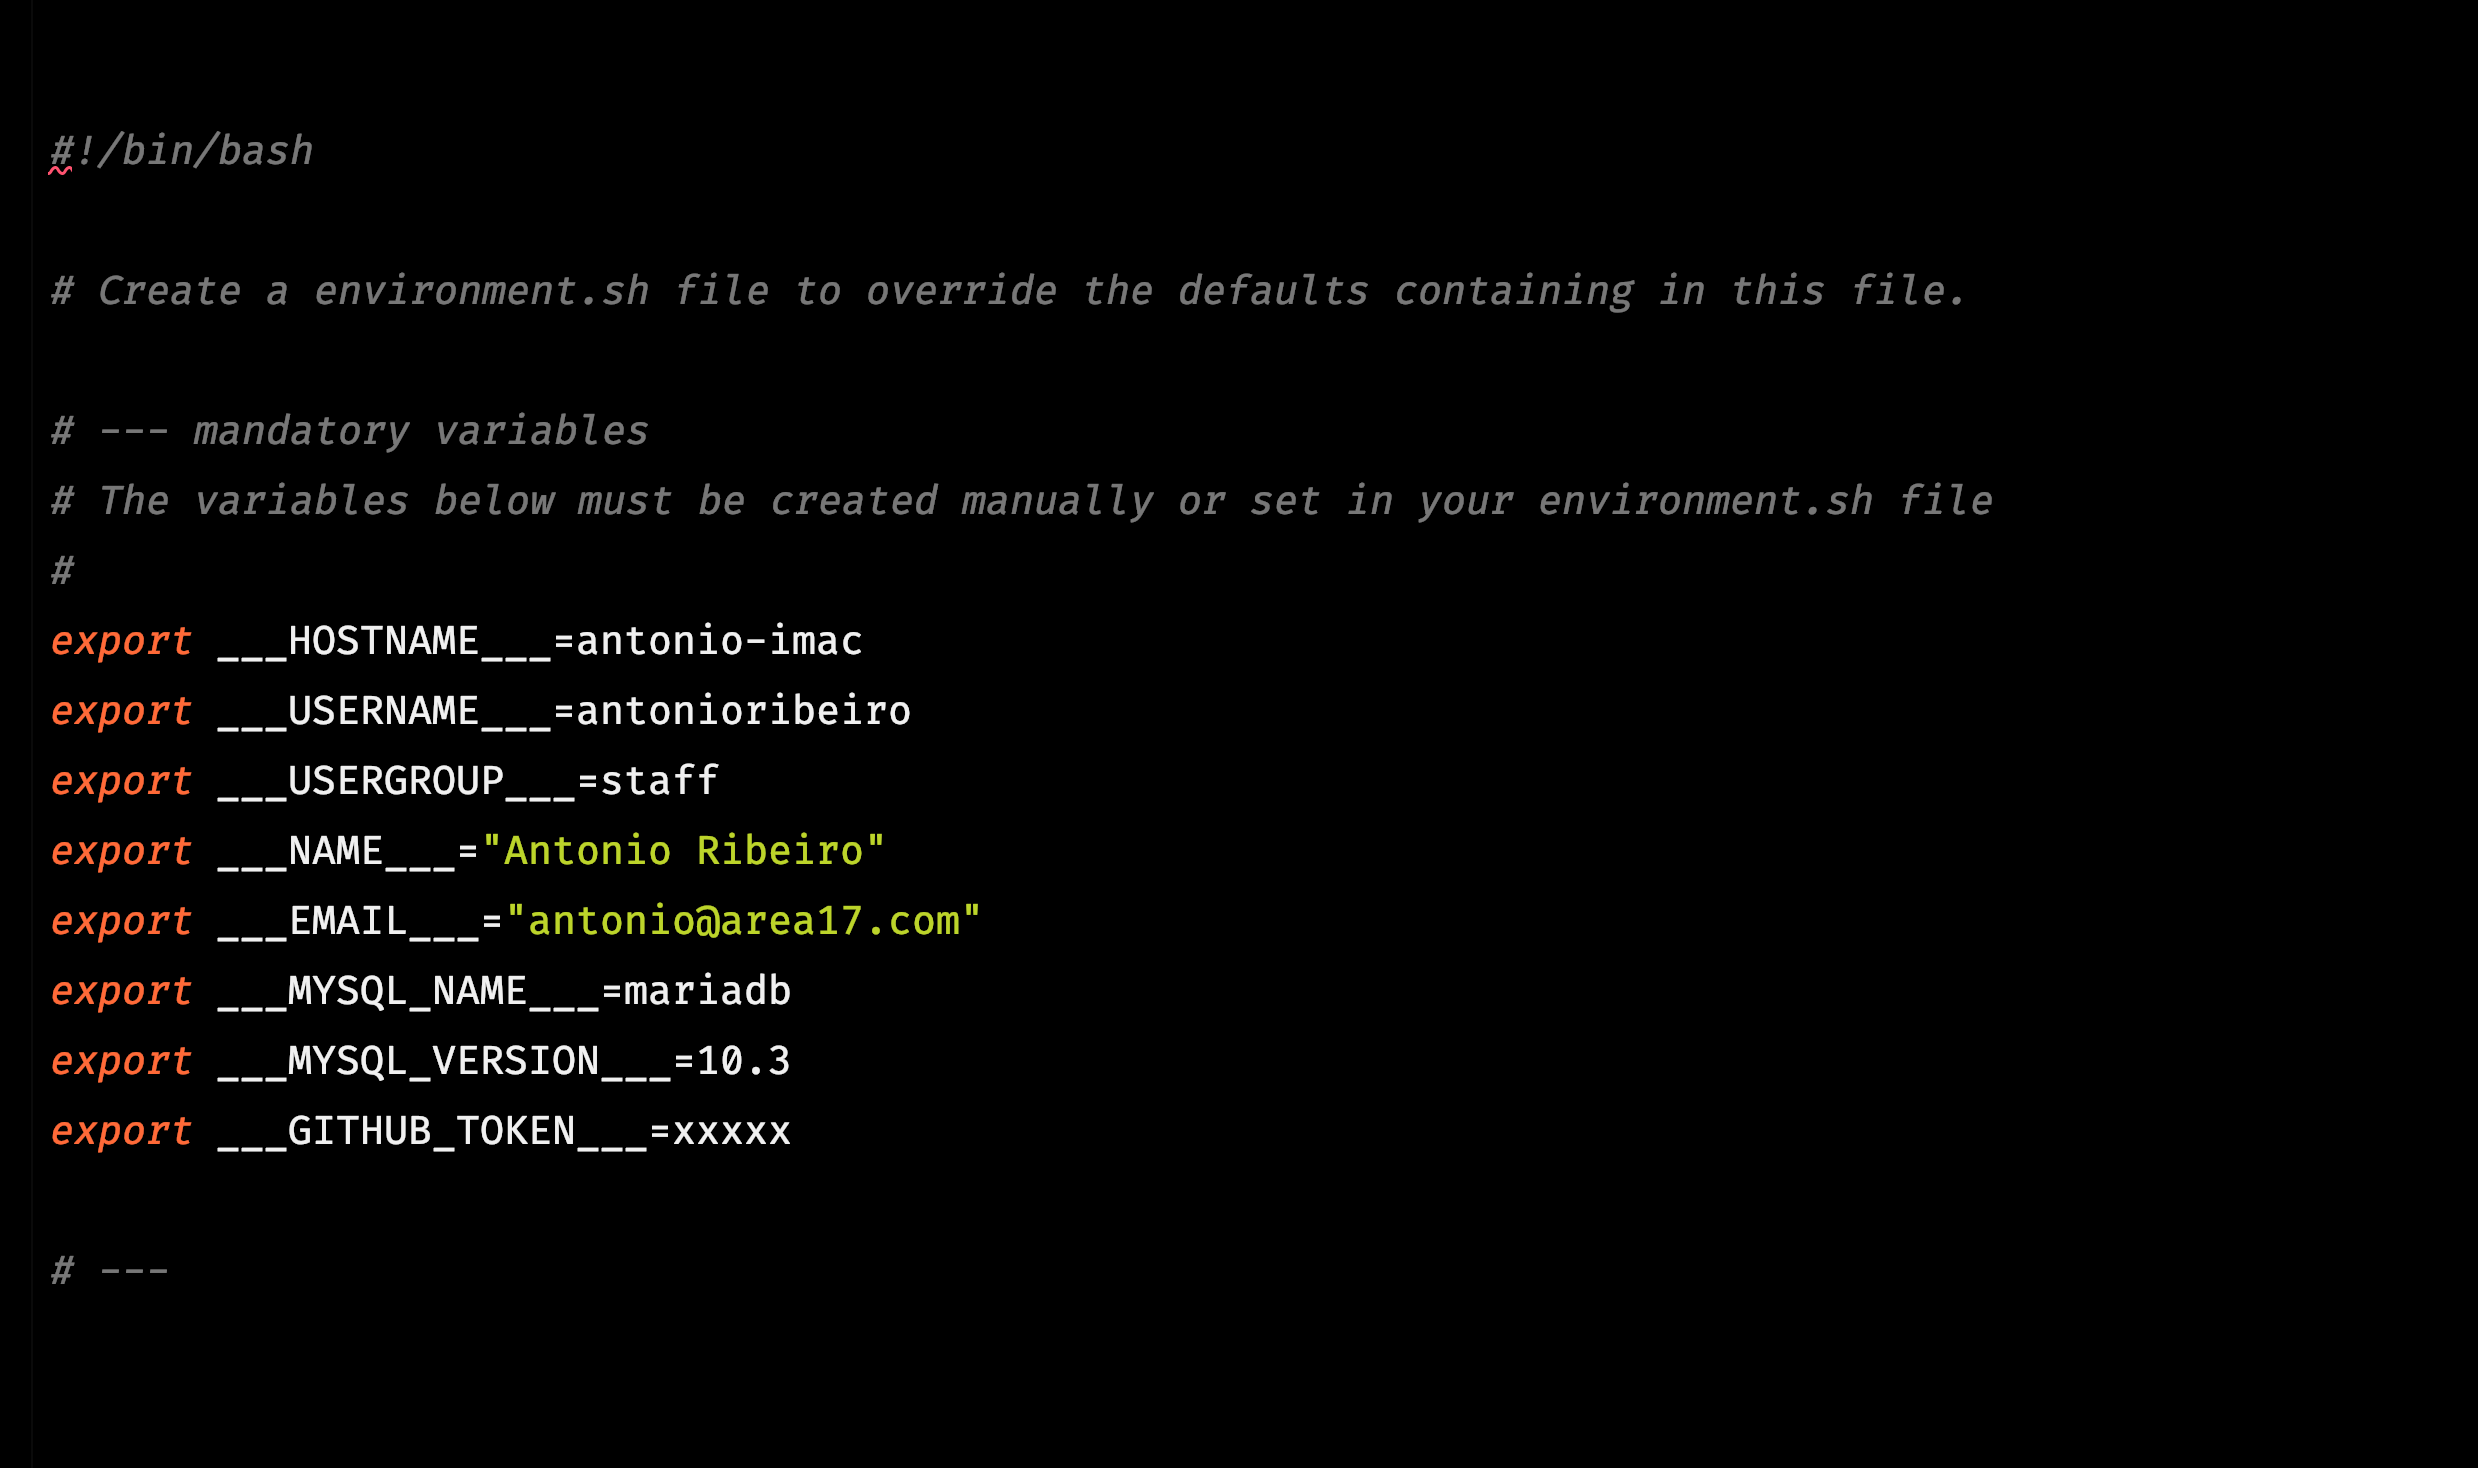 #!/bin/bash
# Create a environment.sh file to override the defaults containing in this file.
# --- mandatory variables
# The variables below must be created manually or set in your environment.sh file
#
export ___HOSTNAME___=antonio-imac
export ___USERNAME___=antonioribeiro
export ___USERGROUP___=staff
export ___NAME___="Antonio Ribeiro"
export ___EMAIL___="antonio@area17.com"
export ___MYSQL_NAME___=mariadb
export ___MYSQL_VERSION___=10.3
export ___GITHUB_TOKEN___=xxxxx
# ---